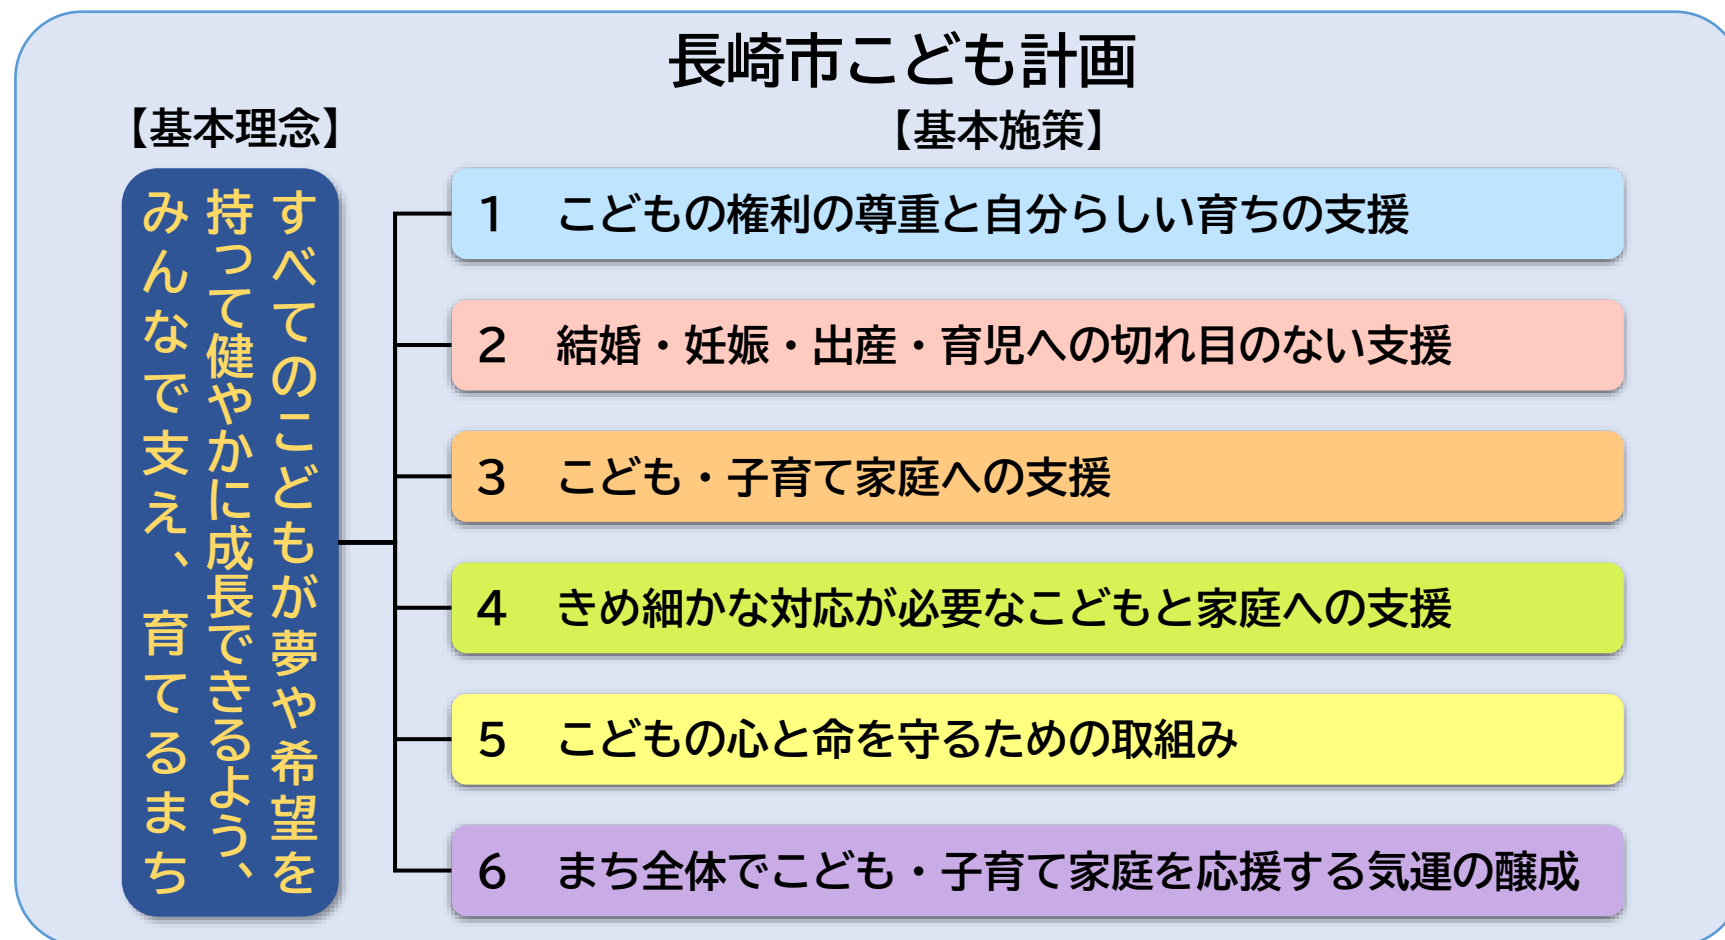 長崎市こども計画
【基本理念】
すべてのこどもが夢や希望を
持って健やかに成長できるよう、
みんなで支え、育てるまち
【基本施策】
1 こどもの権利の尊重と自分らしい育ちの支援
2 結婚・妊娠・出産・育児への切れ目のない支援
3 こども・子育て家庭への支援
4 きめ細かな対応が必要なこどもと家庭への支援
5 こどもの心と命を守るための取組み
6 まち全体でこども・子育て家庭を応援する気運の醸成